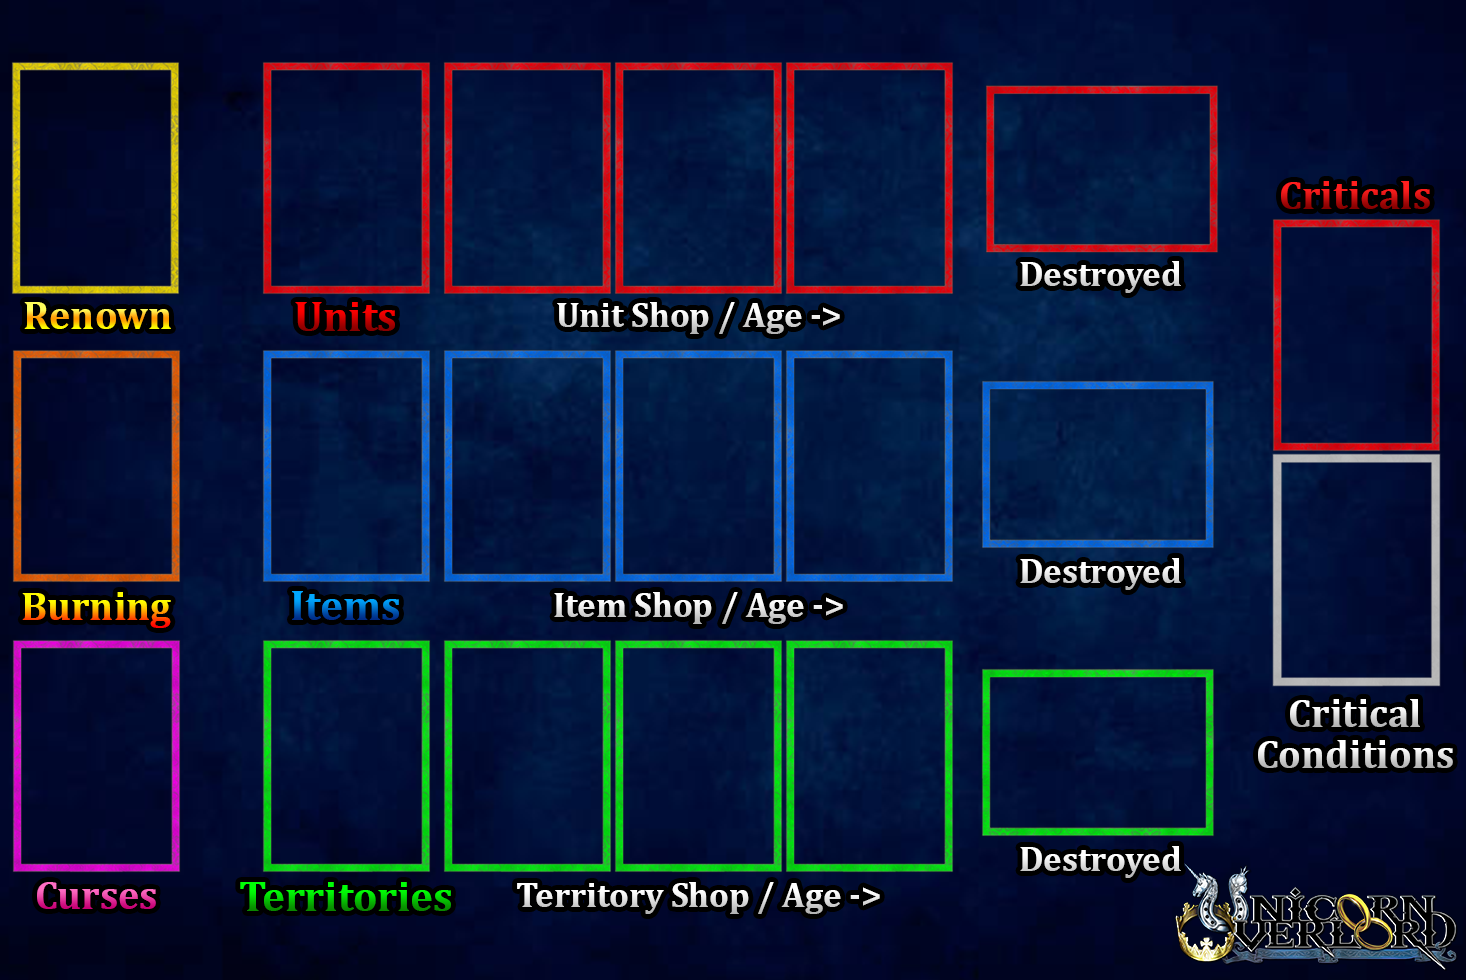 Criticals
Destroyed
Renown
Units
Unit Shop / Age ->
Destroyed
Burning
Items
Item Shop / Age ->
Critical
Conditions
Destroyed
Curses
Territories
Territory Shop / Age ->
Unicorn
Overlord